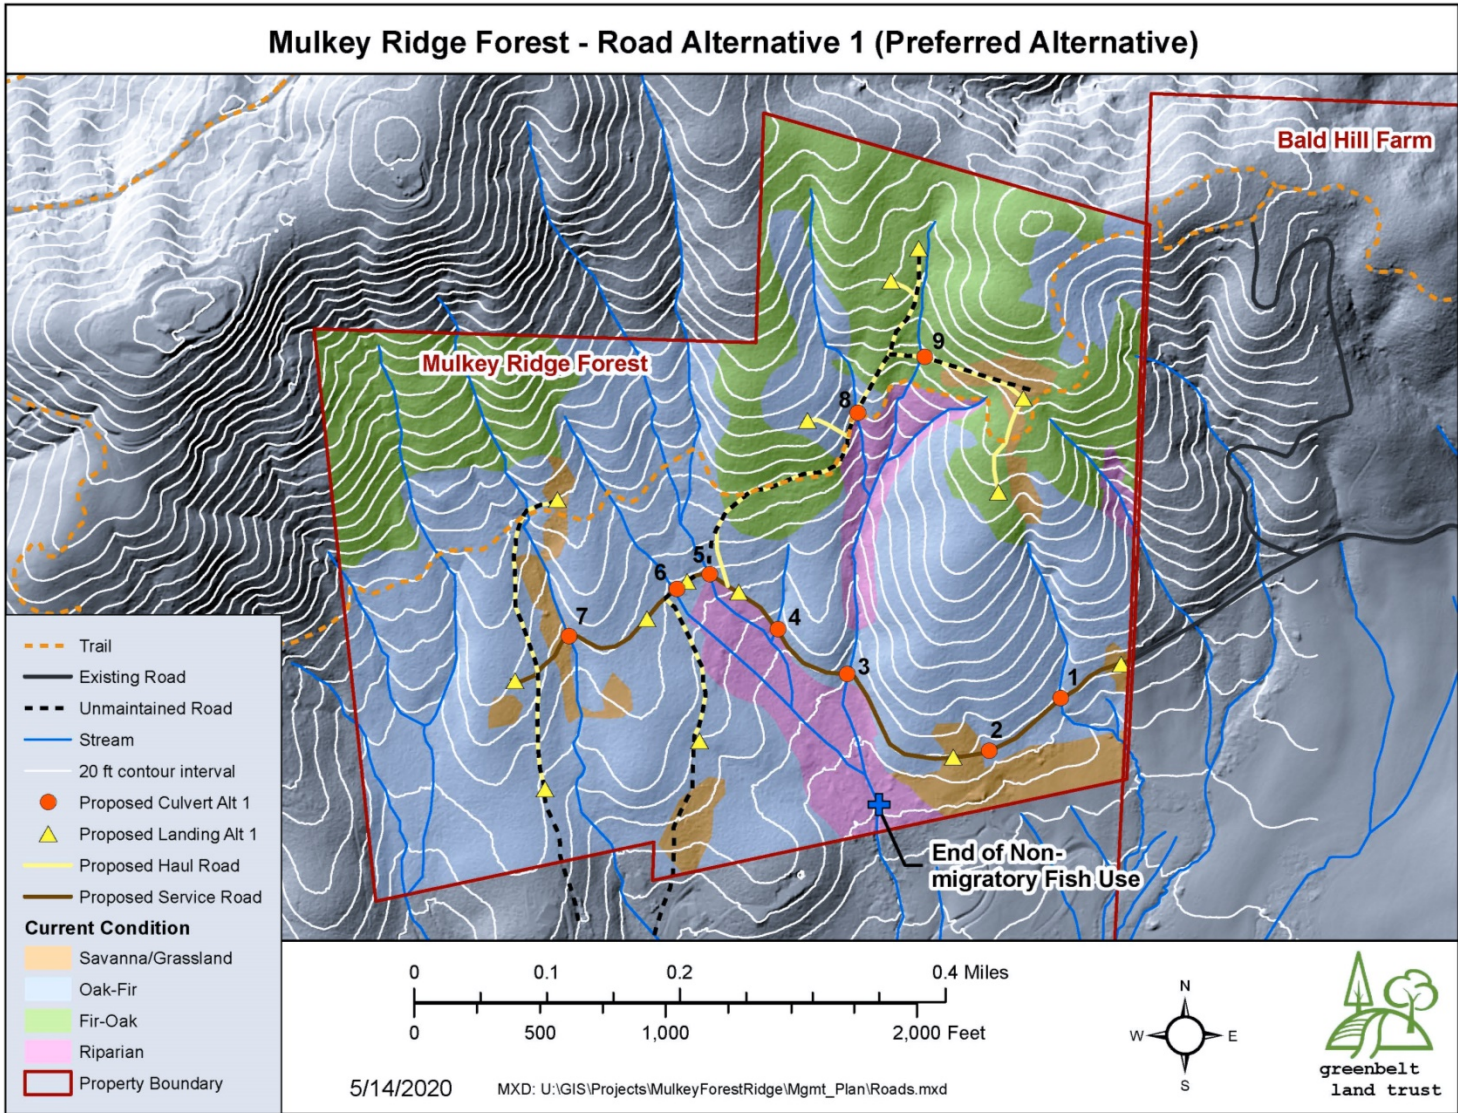 Mulkey Ridge Forest - Road Alternative 1 (Preferred Alternative)
Bald Hill Farm
Mulkey Ridge Forest
9
8
5
6
7
4
3
1
2
End of Non-
migratory Fish Use
Trail
Existing Road
Unmaintained Road
Stream
20 ft contour interval
Proposed Culvert Alt 1
Proposed Landing Alt 1
Proposed Haul Road
Proposed Service Road
Current Condition
Savanna/Grassland
Oak-Fir
Fir-Oak
Riparian
Property Boundary
0 0.1 0.2 0.4 Miles
0 500 1,000 2,000 Feet
5/14/2020
MXD: U:\GIS\Projects\MulkeyForestRidge\Mgmt_Plan\Roads.mxd
N
W E
S
greenbelt
land trust